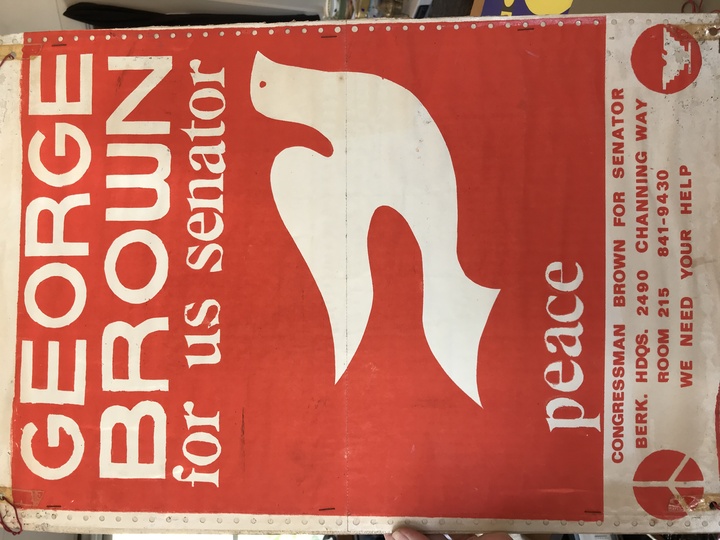 GEORGE
BROWN
for us senator
peace
CONGRESSMAN BROWN FOR SENATOR
BERK. HDQS. 2490 CHANNING WAY
ROOM 215 841-9430
WE NEED YOUR HELP